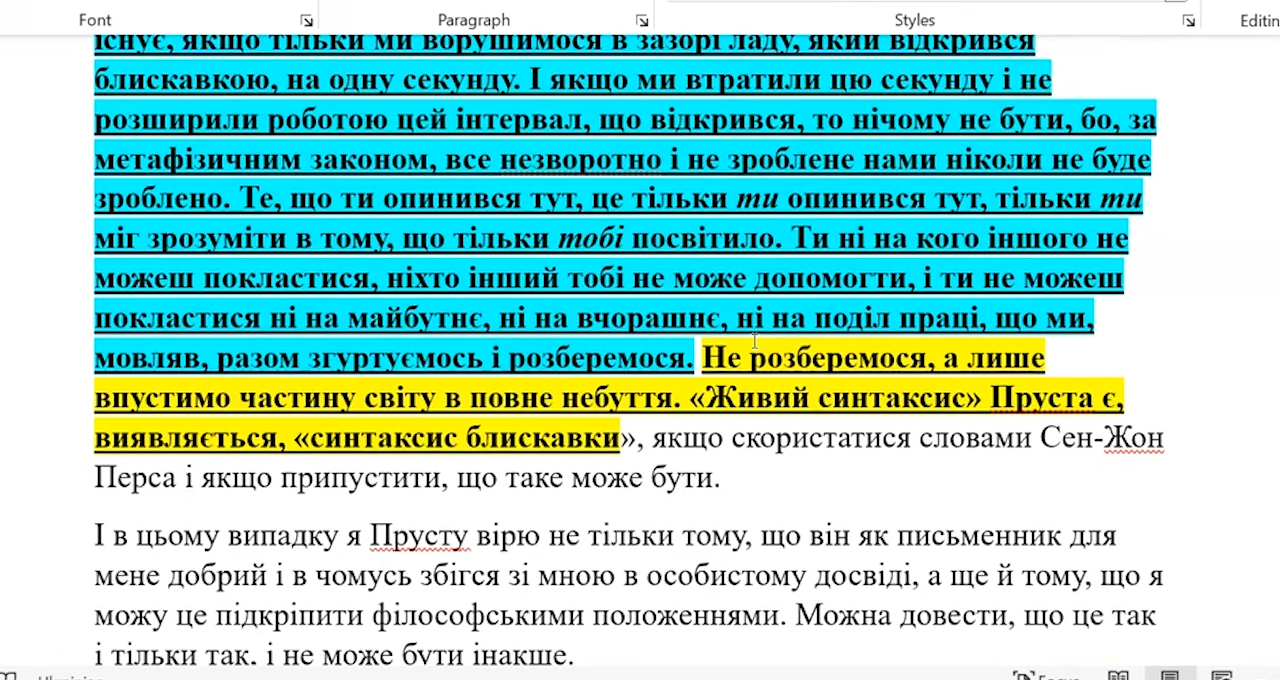 Font
Paragraph
Styles
Editin
існує, якщо тільки ми ворушимося в зазорі ладу, який відкрився
блискавкою, на одну секунду. І якщо ми втратили цю секунду і не
розширили роботою цей інтервал, що відкрився, то нічому не бути, бо, за
метафізичним законом, все незворотно і не зроблене нами ніколи не буде
зроблено. Те, що ти опинився тут, це тільки ти опинився тут, тільки ти
міг зрозуміти в тому, що тільки тобі посвітило. Ти ні на кого іншого не
можеш покластися, ніхто інший тобі не може допомогти, і ти не можеш
покластися ні на майбутнє, ні на вчорашнє, ні на поділ праці, що ми,
мовляв, разом згуртуємось і розберемося. Не розберемося, а лише
впустимо частину світу в повне небуття. «Живий синтаксис» Пруста є,
виявляється, «синтаксис блискавки», якщо скористатися словами Сен-Жон
Перса і якщо припустити, що таке може бути.
І в цьому випадку я Прусту вірю не тільки тому, що він як письменник для
мене добрий і в чомусь збігся зі мною в особистому досвіді, а ще й тому, що я
можу це підкріпити філософськими положеннями. Можна довести, що це так
і тільки так, і не може бути інакше.
Ukrainian
Focus